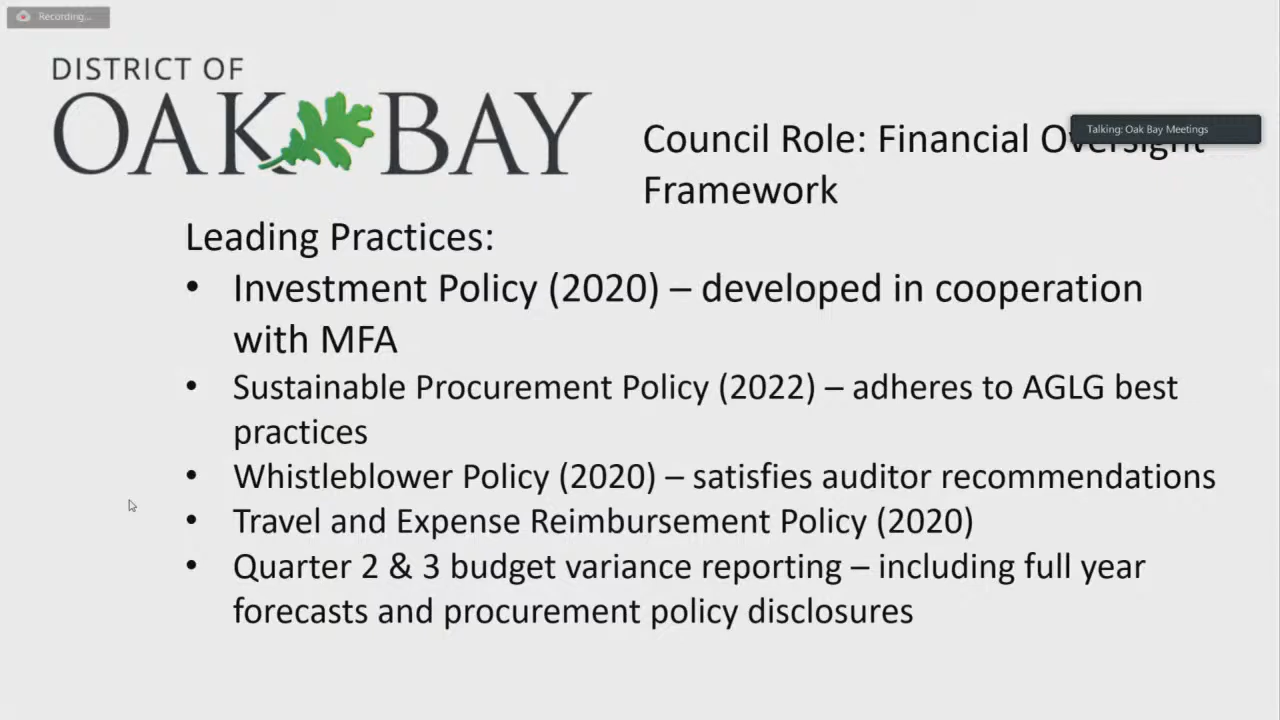 Recording...
DISTRICT OF
OAK BAY
Talking: Oak Bay Meetings
Council Role: Financial Oversight
Framework
Leading Practices:
• Investment Policy (2020) – developed in cooperation
with MFA
• Sustainable Procurement Policy (2022) – adheres to AGLG best
practices
• Whistleblower Policy (2020) – satisfies auditor recommendations
• Travel and Expense Reimbursement Policy (2020)
• Quarter 2 & 3 budget variance reporting – including full year
forecasts and procurement policy disclosures